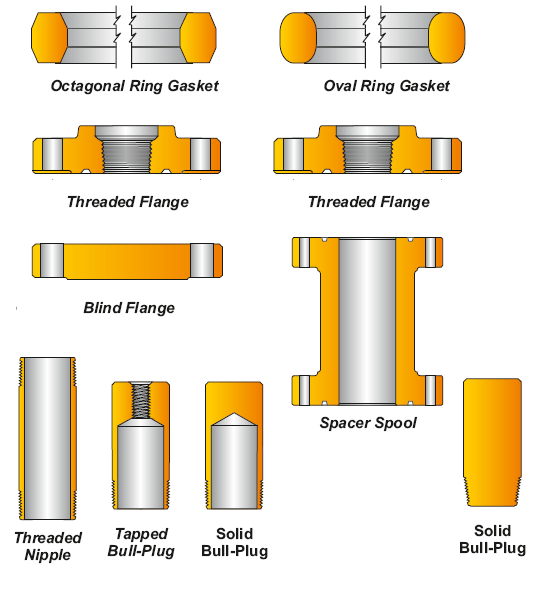 Octagonal Ring Gasket
Oval Ring Gasket
Threaded Flange
Threaded Flange
Blind Flange
Spacer Spool
Threaded
Nipple
Tapped
Bull-Plug
Solid
Bull-Plug
Solid
Bull-Plug